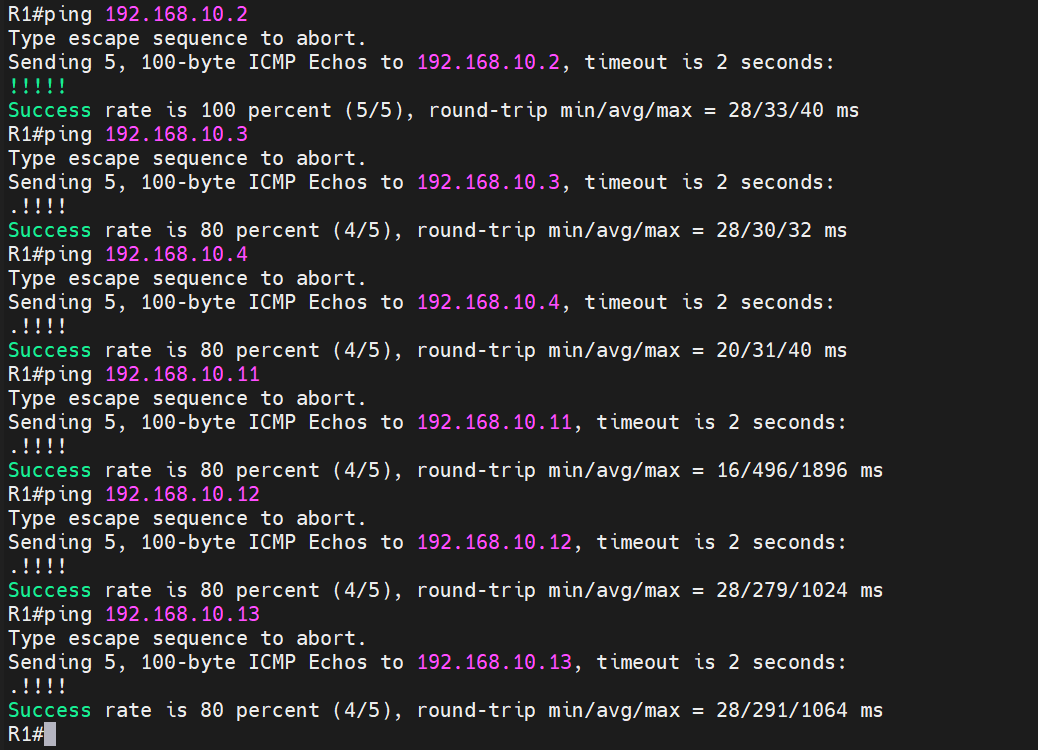 R1#ping 192.168.10.2
Type escape sequence to abort.
Sending 5, 100-byte ICMP Echos to 192.168.10.2, timeout is 2 seconds:
!!!!!
Success rate is 100 percent (5/5), round-trip min/avg/max = 28/33/40 ms
R1#ping 192.168.10.3
Type escape sequence to abort.
Sending 5, 100-byte ICMP Echos to 192.168.10.3, timeout is 2 seconds:
.!!!!
Success rate is 80 percent (4/5), round-trip min/avg/max = 28/30/32 ms
R1#ping 192.168.10.4
Type escape sequence to abort.
Sending 5, 100-byte ICMP Echos to 192.168.10.4, timeout is 2 seconds:
.!!!!
Success rate is 80 percent (4/5), round-trip min/avg/max = 20/31/40 ms
R1#ping 192.168.10.11
Type escape sequence to abort.
Sending 5, 100-byte ICMP Echos to 192.168.10.11, timeout is 2 seconds:
.!!!!
Success rate is 80 percent (4/5), round-trip min/avg/max = 16/496/1896 ms
R1#ping 192.168.10.12
Type escape sequence to abort.
Sending 5, 100-byte ICMP Echos to 192.168.10.12, timeout is 2 seconds:
.!!!!
Success rate is 80 percent (4/5), round-trip min/avg/max = 28/279/1024 ms
R1#ping 192.168.10.13
Type escape sequence to abort.
Sending 5, 100-byte ICMP Echos to 192.168.10.13, timeout is 2 seconds:
.!!!!
Success rate is 80 percent (4/5), round-trip min/avg/max = 28/291/1064 ms
R1#